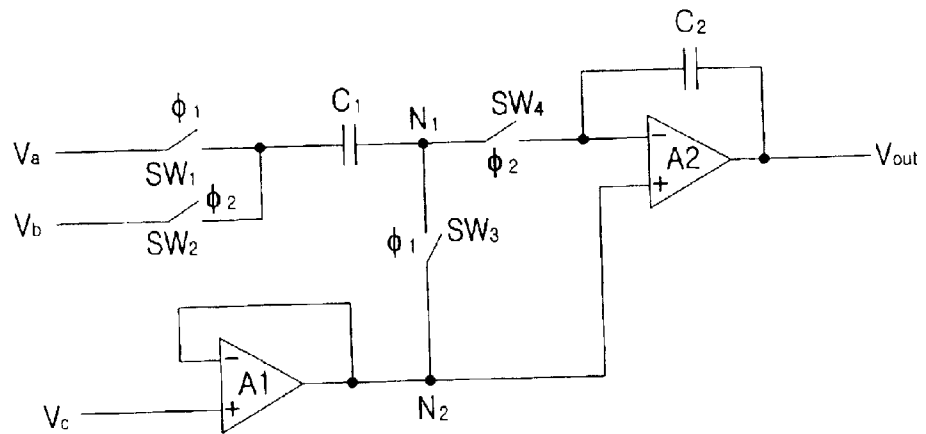 C₂
ϕ₁
C₁
N₁
SW₄
Vₐ
SW₁
ϕ₂
−
A2
+
Vout
ϕ₂
Vb
SW₂
ϕ₁
SW₃
−
A1
+
Vc
N₂